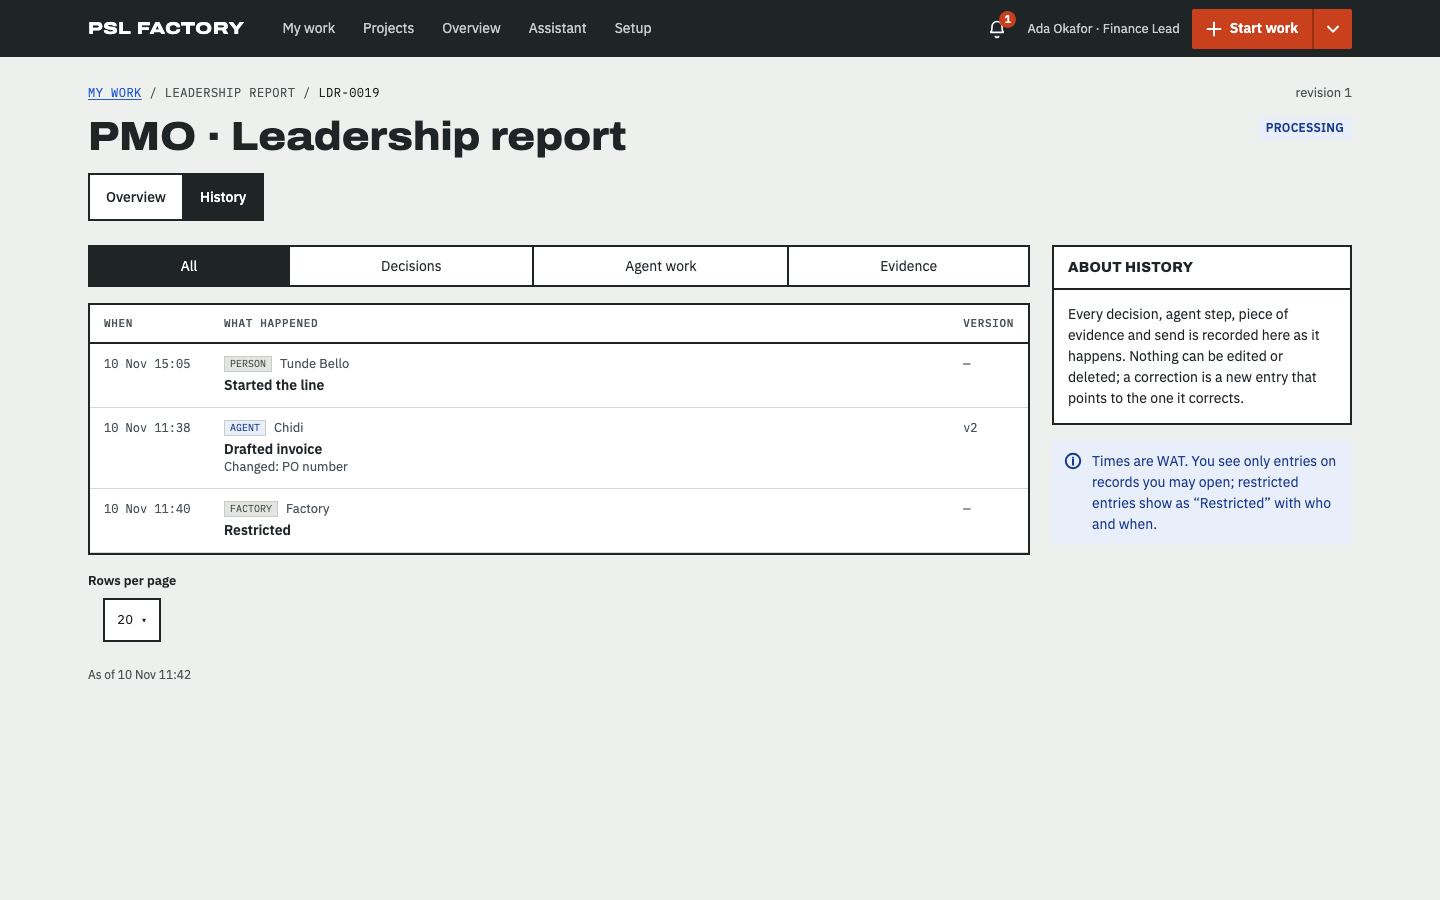 PSL FACTORY My work Projects Overview Assistant Setup 1 Ada Okafor · Finance Lead Start work
MY WORK / LEADERSHIP REPORT / LDR-0019 revision 1
PMO · Leadership report PROCESSING
Overview History
All Decisions Agent work Evidence
WHEN WHAT HAPPENED VERSION
10 Nov 15:05 PERSON Tunde Bello —
Started the line
10 Nov 11:38 AGENT Chidi v2
Drafted invoice
Changed: PO number
10 Nov 11:40 FACTORY Factory —
Restricted
Rows per page
20
As of 10 Nov 11:42
ABOUT HISTORY
Every decision, agent step, piece of
evidence and send is recorded here as it
happens. Nothing can be edited or
deleted; a correction is a new entry that
points to the one it corrects.
Times are WAT. You see only entries on
records you may open; restricted
entries show as “Restricted” with who
and when.